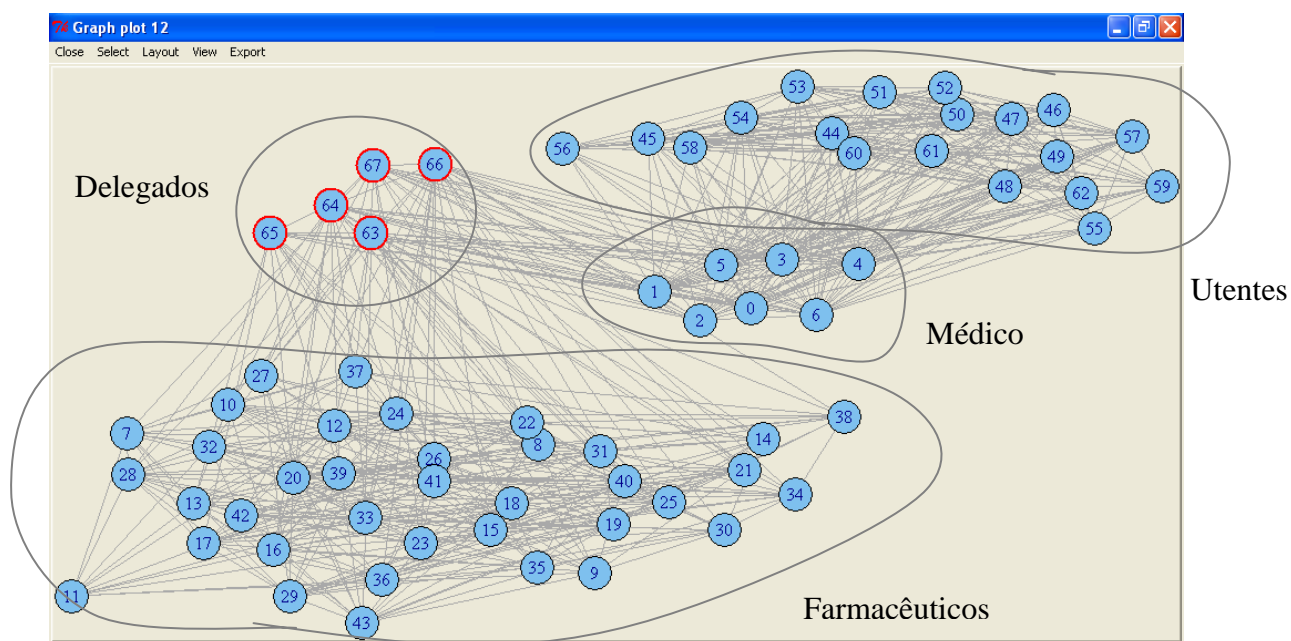 Graph plot 12
Close Select Layout View Export
53 51 52
54 50 47 46
56 45 58 44 60 61 49 57
67 66
Delegados
48 62 59
64
65 63
55
5 3 4
1
Utentes
2 0 6
Médico
27 37
10 24 38
7 12 22
32 8 14
28 26 31 21
20 39 41 40
13 18 25 34
42 33 15 19 30
17 16 23
36 35 9
11 29
43
Farmacêuticos